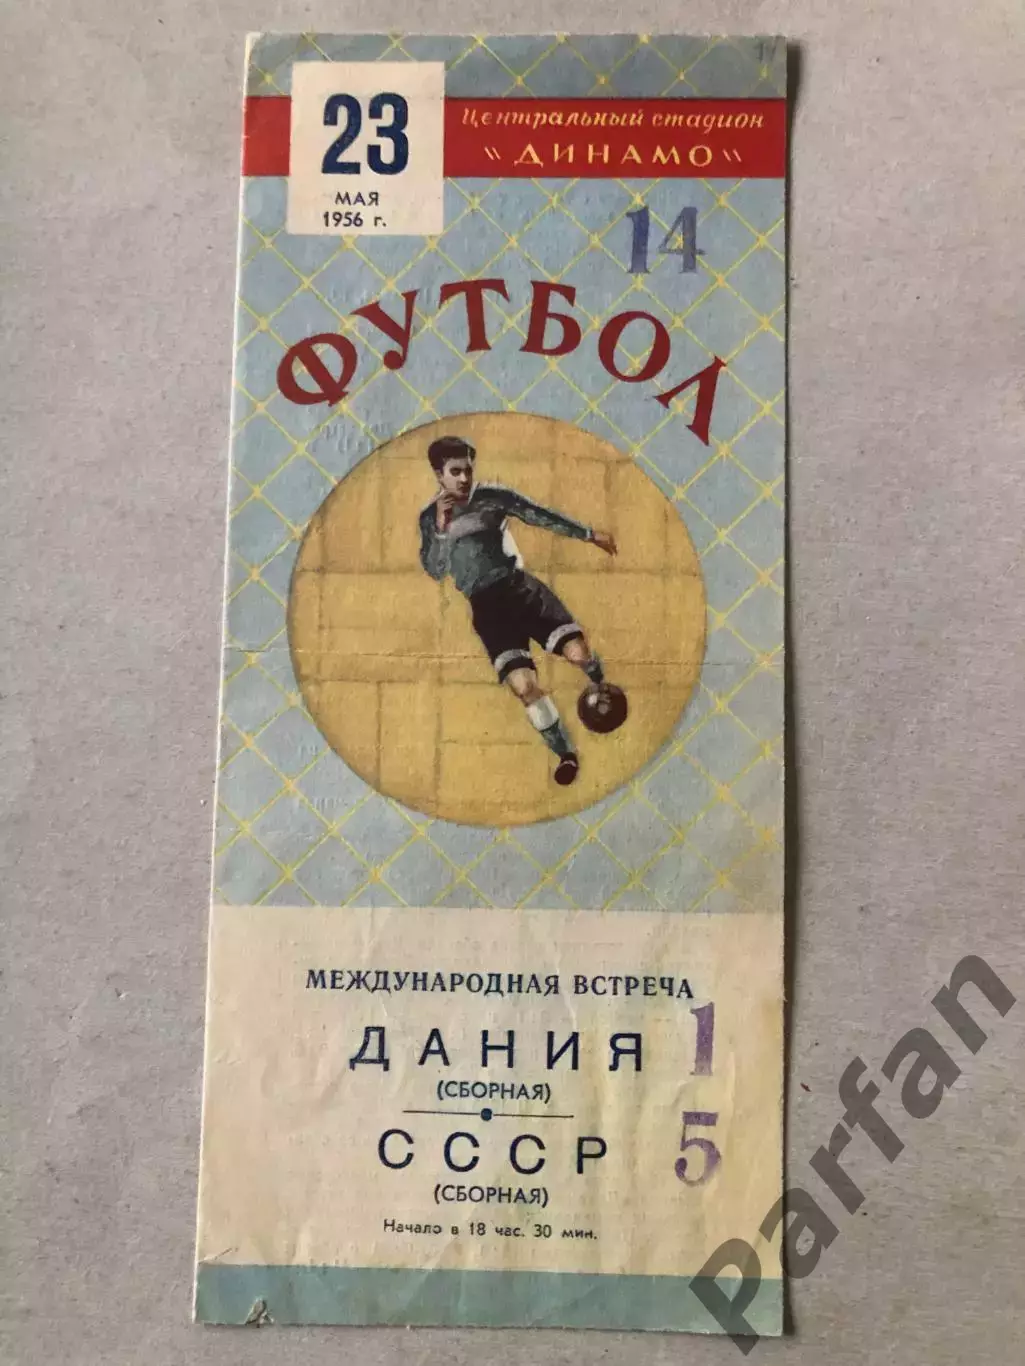 23
МАЯ
1956 г.
Центральный стадион
"ДИНАМО"
14
ФУТБОЛ
МЕЖДУНАРОДНАЯ ВСТРЕЧА
ДАНИЯ 1
(СБОРНАЯ)
СССР 5
(СБОРНАЯ)
Начало в 18 час. 30 мин.
Parfan